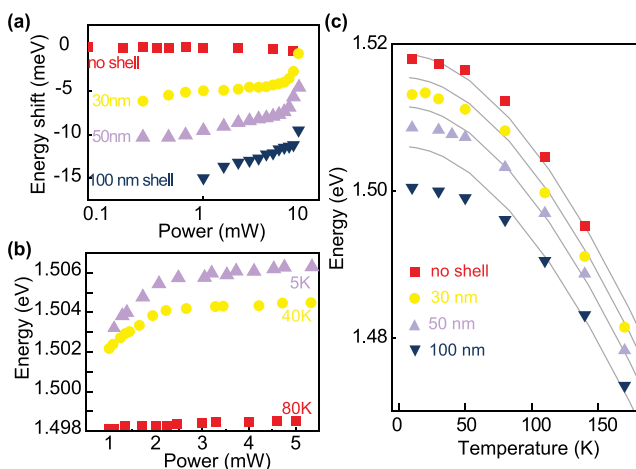 (a)
0
-5
-10
-15
Energy shift (meV)
no shell
30nm
50nm
100 nm shell
0.1
1
10
Power (mW)
(b)
1.506
1.504
1.502
1.500
1.498
Energy (eV)
5K
40K
80K
1
2
3
4
5
Power (mW)
(c)
1.52
1.50
1.48
Energy (eV)
no shell
30 nm
50 nm
100 nm
0
50
100
150
Temperature (K)